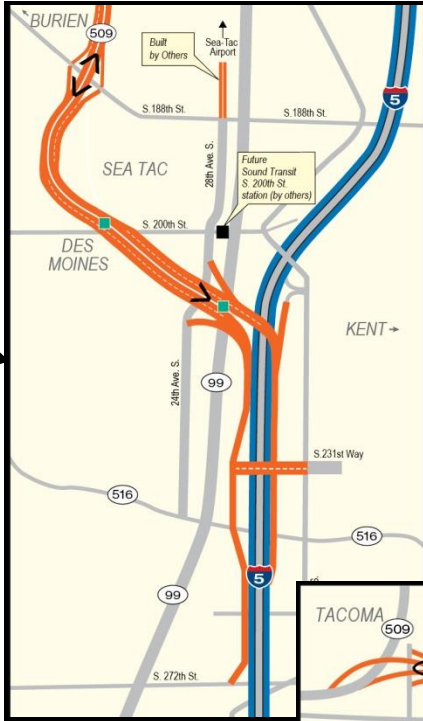 BURIEN
509
Sea-Tac
Airport
Built
by Others
5
S. 188th St.
S.188th St.
SEA TAC
28th Ave. S.
Future
Sound Transit
S. 200th St.
station (by others)
S. 200th St.
DES
MOINES
KENT
24th Ave. S.
99
S.231st Way
516
516
5
99
TACOMA
509
S. 272th St.